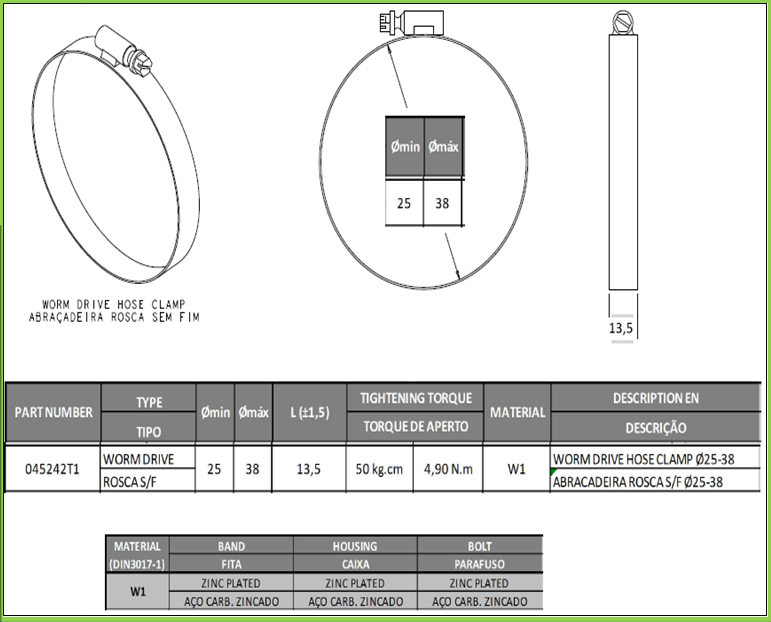 Ømin Ømáx
25 38
WORM DRIVE HOSE CLAMP
ABRAÇADEIRA ROSCA SEM FIM
13,5
PART NUMBER TYPE Ømin Ømáx L (±1,5) TIGHTENING TORQUE MATERIAL DESCRIPTION EN
TIPO TORQUE DE APERTO DESCRIÇÃO
045242T1 WORM DRIVE 25 38 13,5 50 kg.cm 4,90 N.m W1 WORM DRIVE HOSE CLAMP Ø25-38
ROSCA S/F ABRACADEIRA ROSCA S/F Ø25-38
MATERIAL BAND HOUSING BOLT
(DIN3017-1) FITA CAIXA PARAFUSO
W1 ZINC PLATED ZINC PLATED ZINC PLATED
AÇO CARB. ZINCADO AÇO CARB. ZINCADO AÇO CARB. ZINCADO